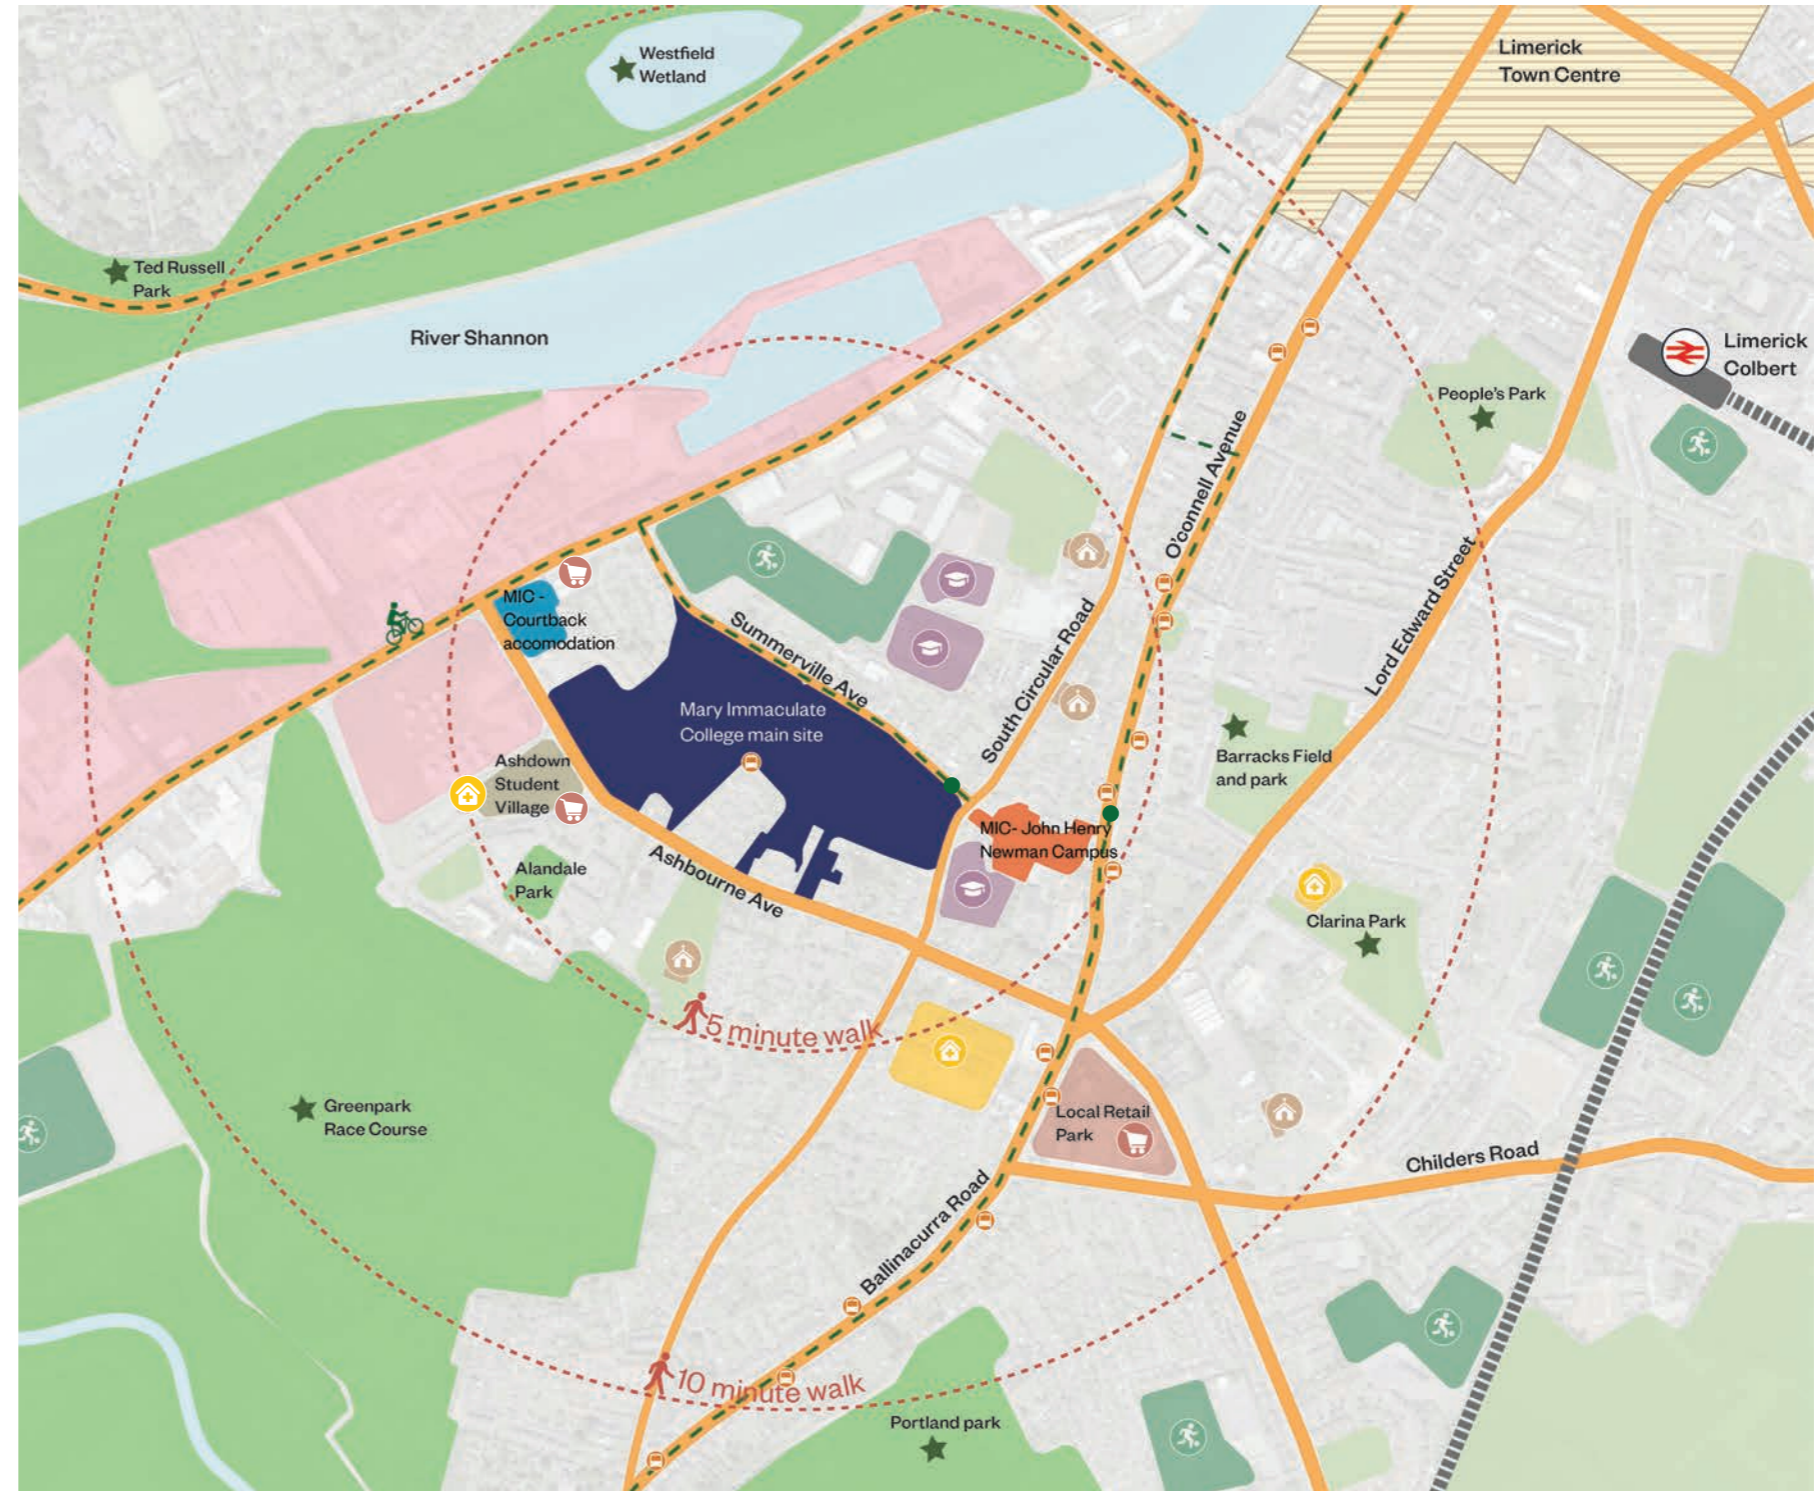 Limerick
Town Centre
Westfield
Wetland
Ted Russell
Park
River Shannon
Limerick
Colbert
People's Park
O'connell Avenue
Lord Edward Street
MIC -
Courtback
accomodation
Summerville Ave
South Circular Road
Mary Immaculate
College main site
Barracks Field
and park
Ashdown
Student
Village
MIC- John Henry
Newman Campus
Ashbourne Ave
Alandale
Park
Clarina Park
5 minute walk
Greenpark
Race Course
Local Retail
Park
Childers Road
Ballinacurra Road
10 minute walk
Portland park